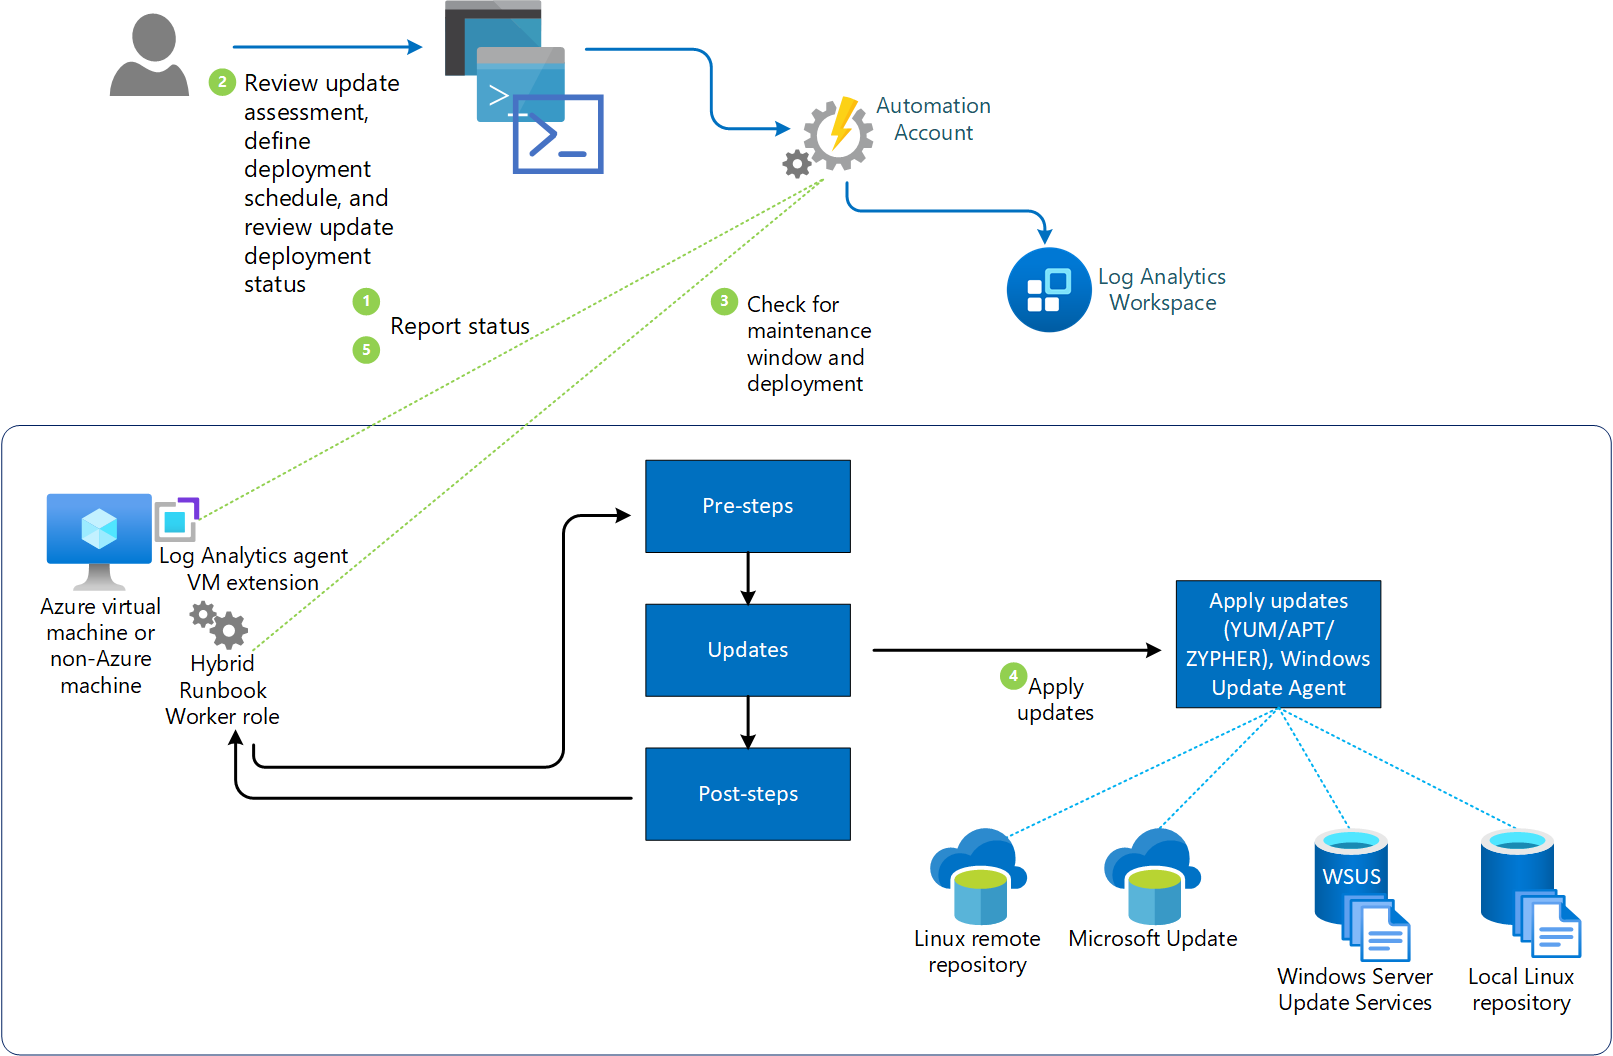 2
Review update
assessment,
define
deployment
schedule, and
review update
deployment
status
Automation
Account
Log Analytics
Workspace
1
5
Report status
3
Check for
maintenance
window and
deployment
Log Analytics agent
VM extension
Azure virtual
machine or
non-Azure
machine
Hybrid
Runbook
Worker role
Pre-steps
Updates
Post-steps
4
Apply
updates
Apply updates
(YUM/APT/
ZYPHER), Windows
Update Agent
Linux remote
repository
Microsoft Update
WSUS
Windows Server
Update Services
Local Linux
repository